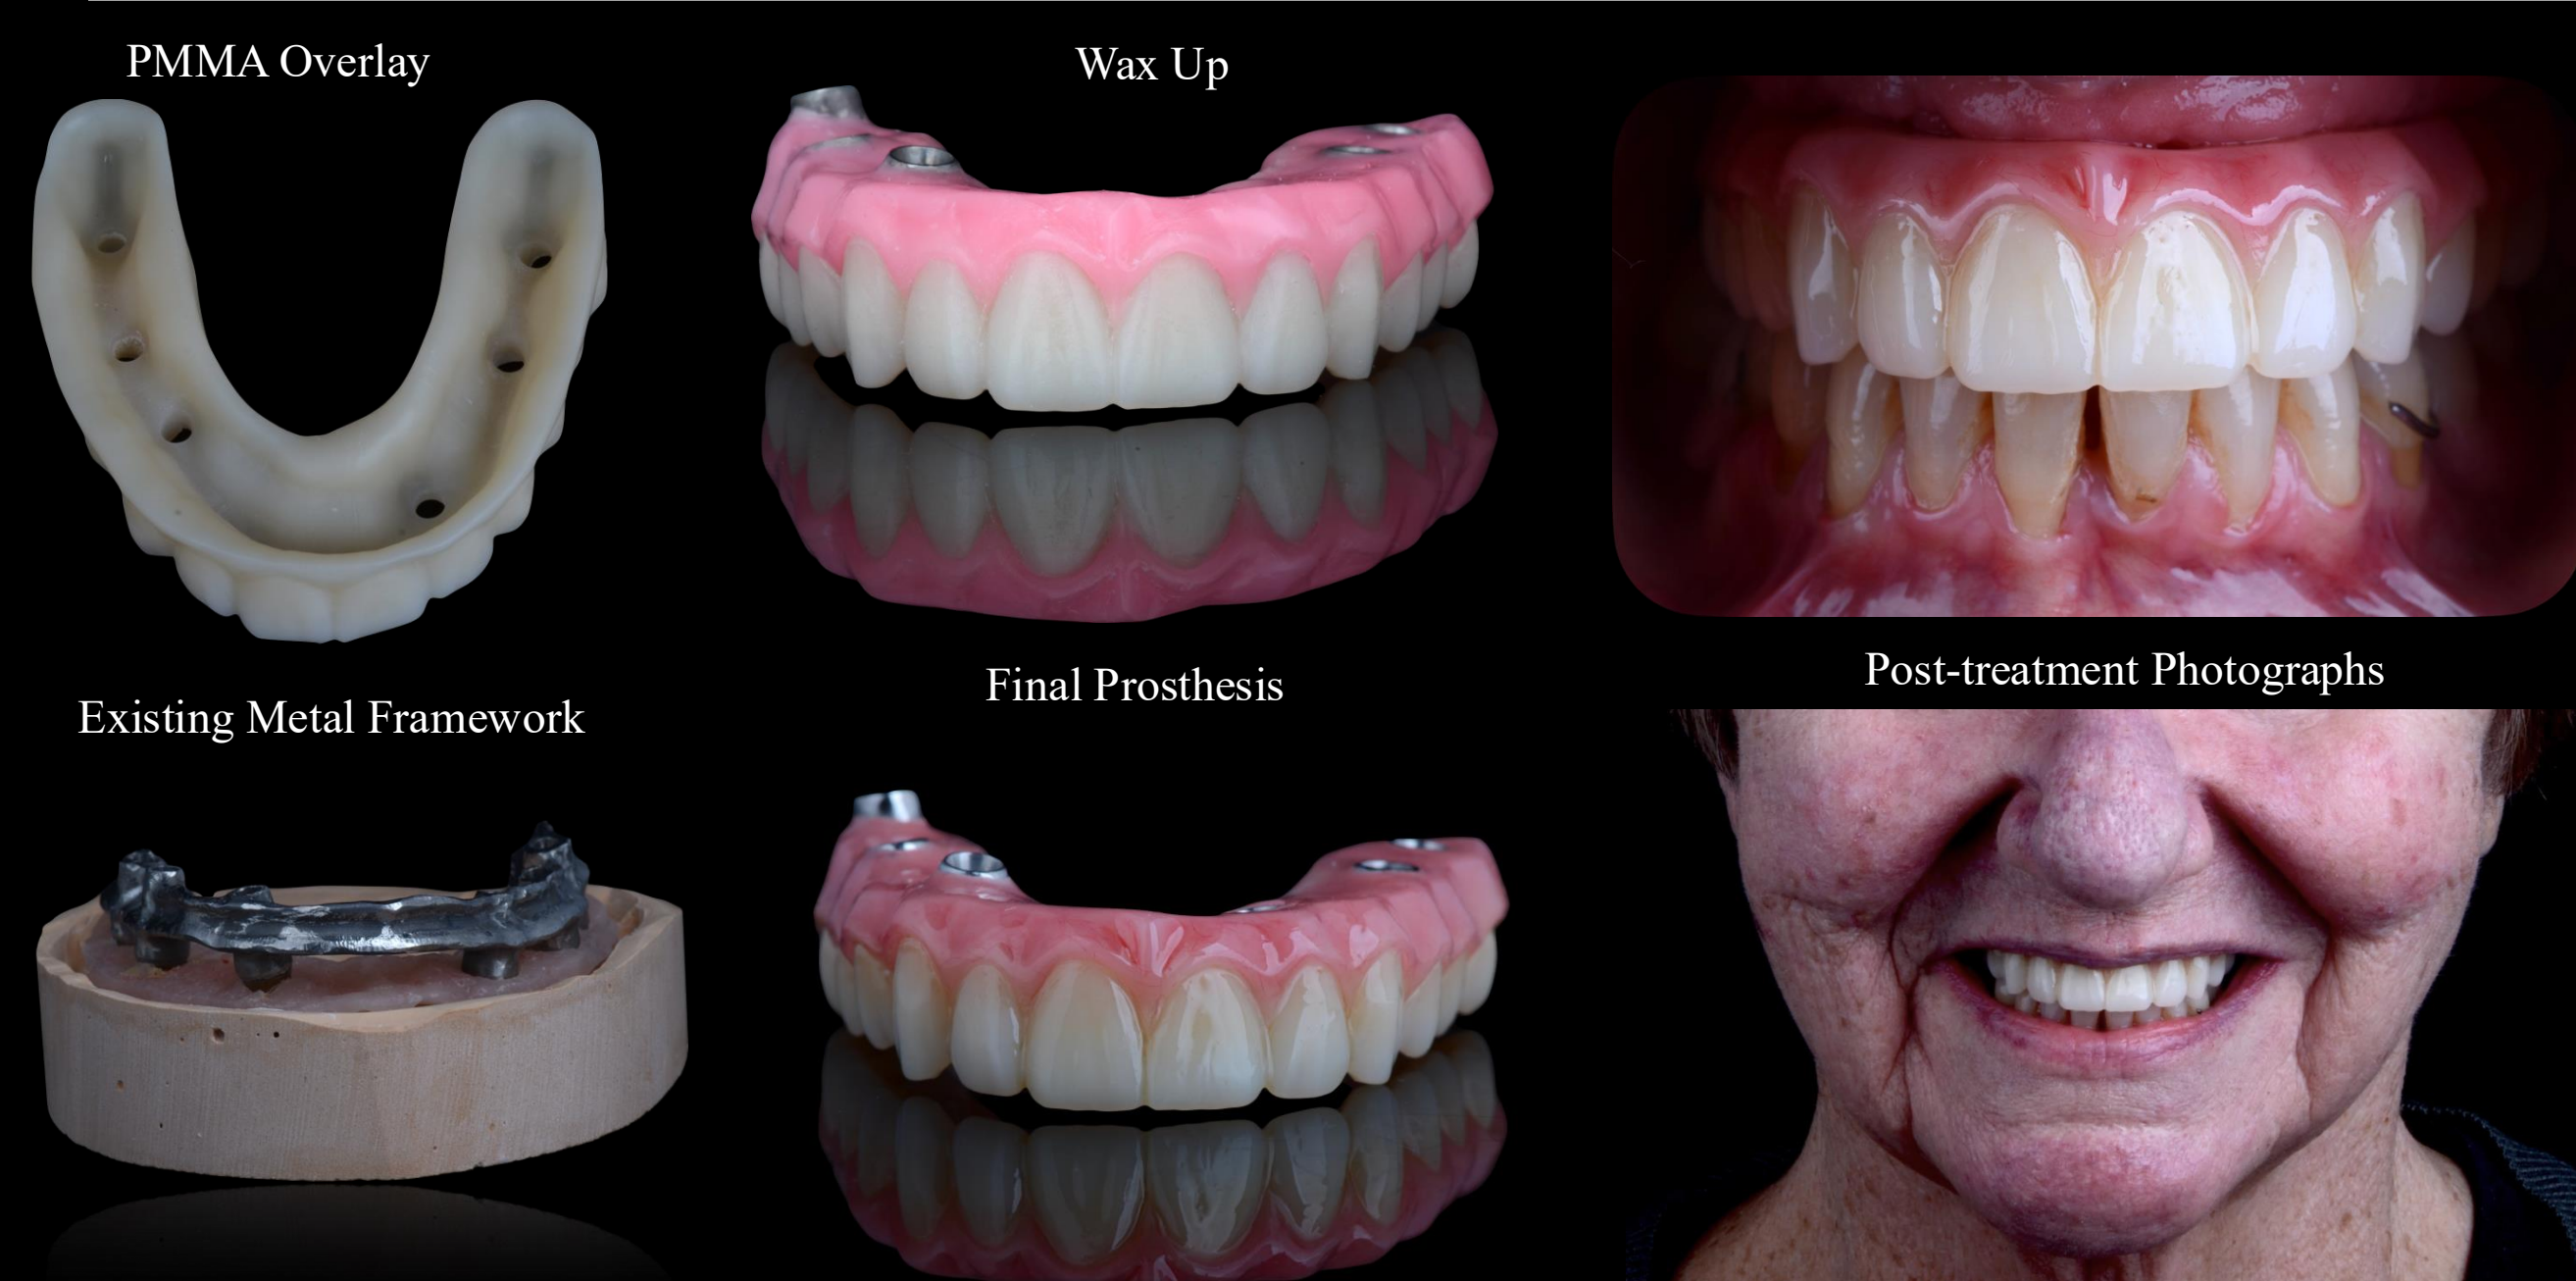 PMMA Overlay
Wax Up
Existing Metal Framework
Final Prosthesis
Post-treatment Photographs